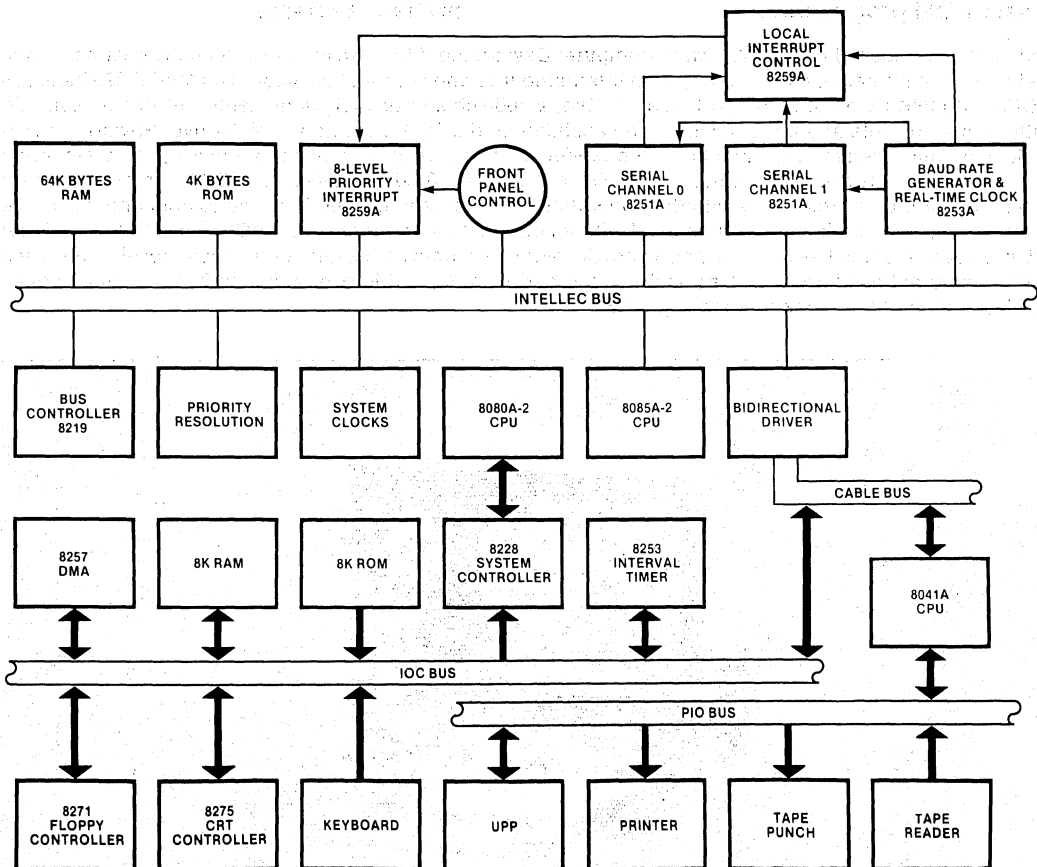 LOCAL
INTERRUPT
CONTROL
8259A
64K BYTES
RAM
4K BYTES
ROM
8-LEVEL
PRIORITY
INTERRUPT
8259A
FRONT
PANEL
CONTROL
SERIAL
CHANNEL 0
8251A
SERIAL
CHANNEL 1
8251A
BAUD RATE
GENERATOR &
REAL-TIME CLOCK
8253A
INTELLEC BUS
BUS
CONTROLLER
8219
PRIORITY
RESOLUTION
SYSTEM
CLOCKS
8080A-2
CPU
8085A-2
CPU
BIDIRECTIONAL
DRIVER
CABLE BUS
8257
DMA
8K RAM
8K ROM
8228
SYSTEM
CONTROLLER
8253
INTERVAL
TIMER
8041A
CPU
IOC BUS
PIO BUS
8271
FLOPPY
CONTROLLER
8275
CRT
CONTROLLER
KEYBOARD
UPP
PRINTER
TAPE
PUNCH
TAPE
READER